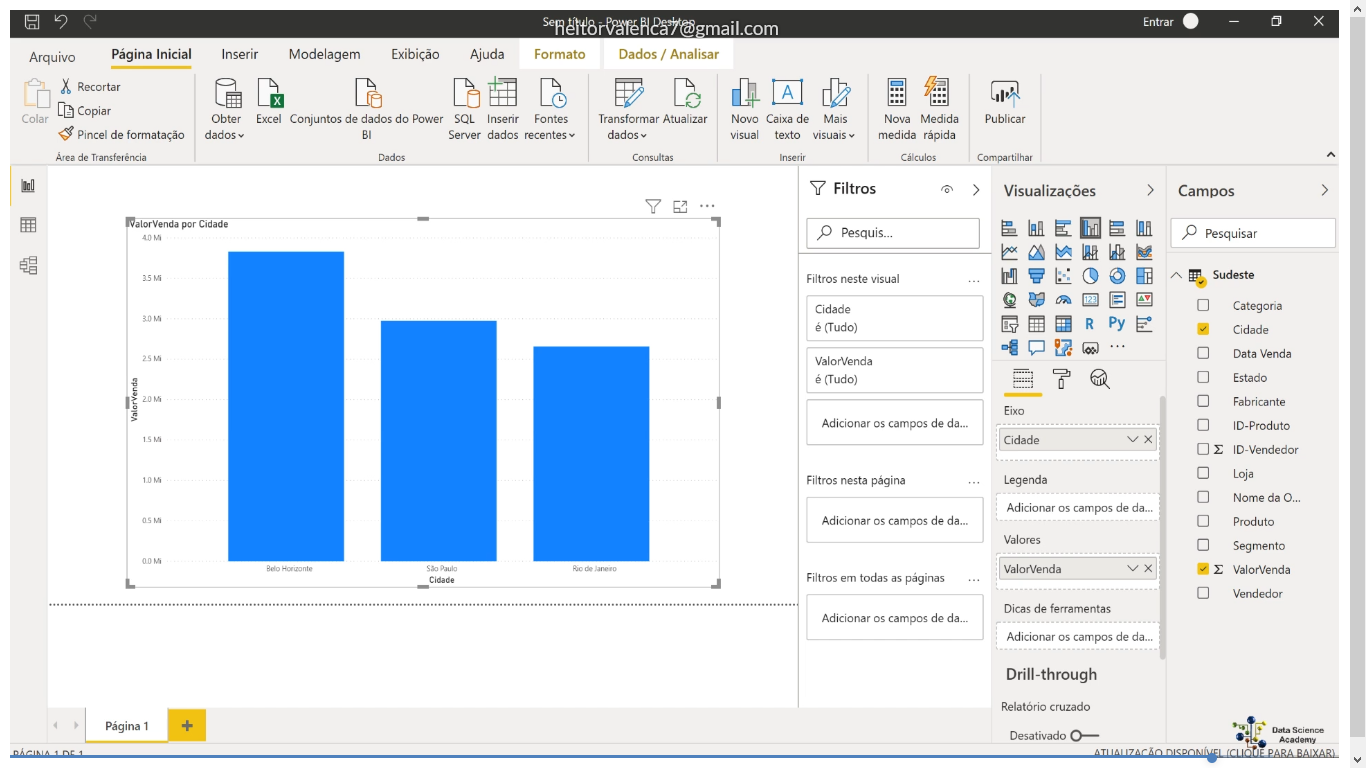 Sem título - Power BI Desktop
heitorvalenca7@gmail.com
Entrar
Arquivo
Página Inicial
Inserir
Modelagem
Exibição
Ajuda
Formato
Dados / Analisar
Colar
Recortar
Copiar
Pincel de formatação
Área de Transferência
Obter dados
Excel
Conjuntos de dados do Power BI
SQL Server
Inserir dados
Fontes recentes
Dados
Transformar dados
Atualizar
Consultas
Novo visual
Caixa de texto
Mais visuais
Inserir
Nova medida
Medida rápida
Cálculos
Publicar
Compartilhar
ValorVenda por Cidade
4.0 Mi
3.5 Mi
3.0 Mi
2.5 Mi
2.0 Mi
1.5 Mi
1.0 Mi
0.5 Mi
0.0 Mi
ValorVenda
Belo Horizonte
São Paulo
Rio de Janeiro
Cidade
Filtros
Pesquis...
Filtros neste visual
...
Cidade
é (Tudo)
ValorVenda
é (Tudo)
Adicionar os campos de da...
Filtros nesta página
...
Adicionar os campos de da...
Filtros em todas as páginas
...
Adicionar os campos de da...
Visualizações
123
R
Py
...
Eixo
Cidade
Legenda
Adicionar os campos de da...
Valores
ValorVenda
Dicas de ferramentas
Adicionar os campos de da...
Drill-through
Relatório cruzado
Desativado
Campos
Pesquisar
Sudeste
Categoria
Cidade
Data Venda
Estado
Fabricante
ID-Produto
Σ ID-Vendedor
Loja
Nome da O...
Produto
Segmento
Σ ValorVenda
Vendedor
Página 1
PÁGINA 1 DE 1
Data Science
Academy
ATUALIZAÇÃO DISPONÍVEL (CLIQUE PARA BAIXAR)